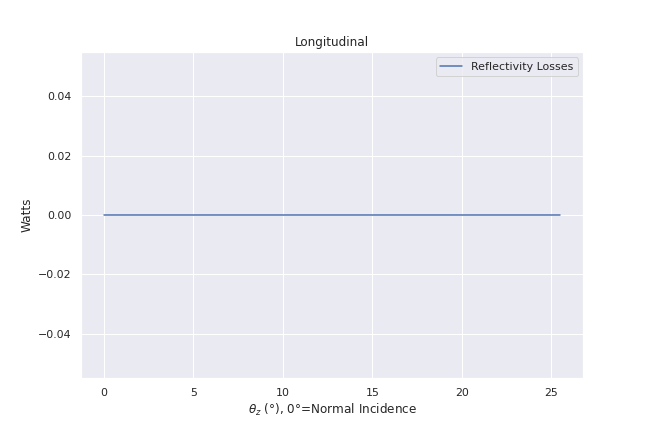 Longitudinal
Reflectivity Losses
0.04
0.02
0.00
−0.02
−0.04
Watts
0
5
10
15
20
25
θz (°), 0°=Normal Incidence